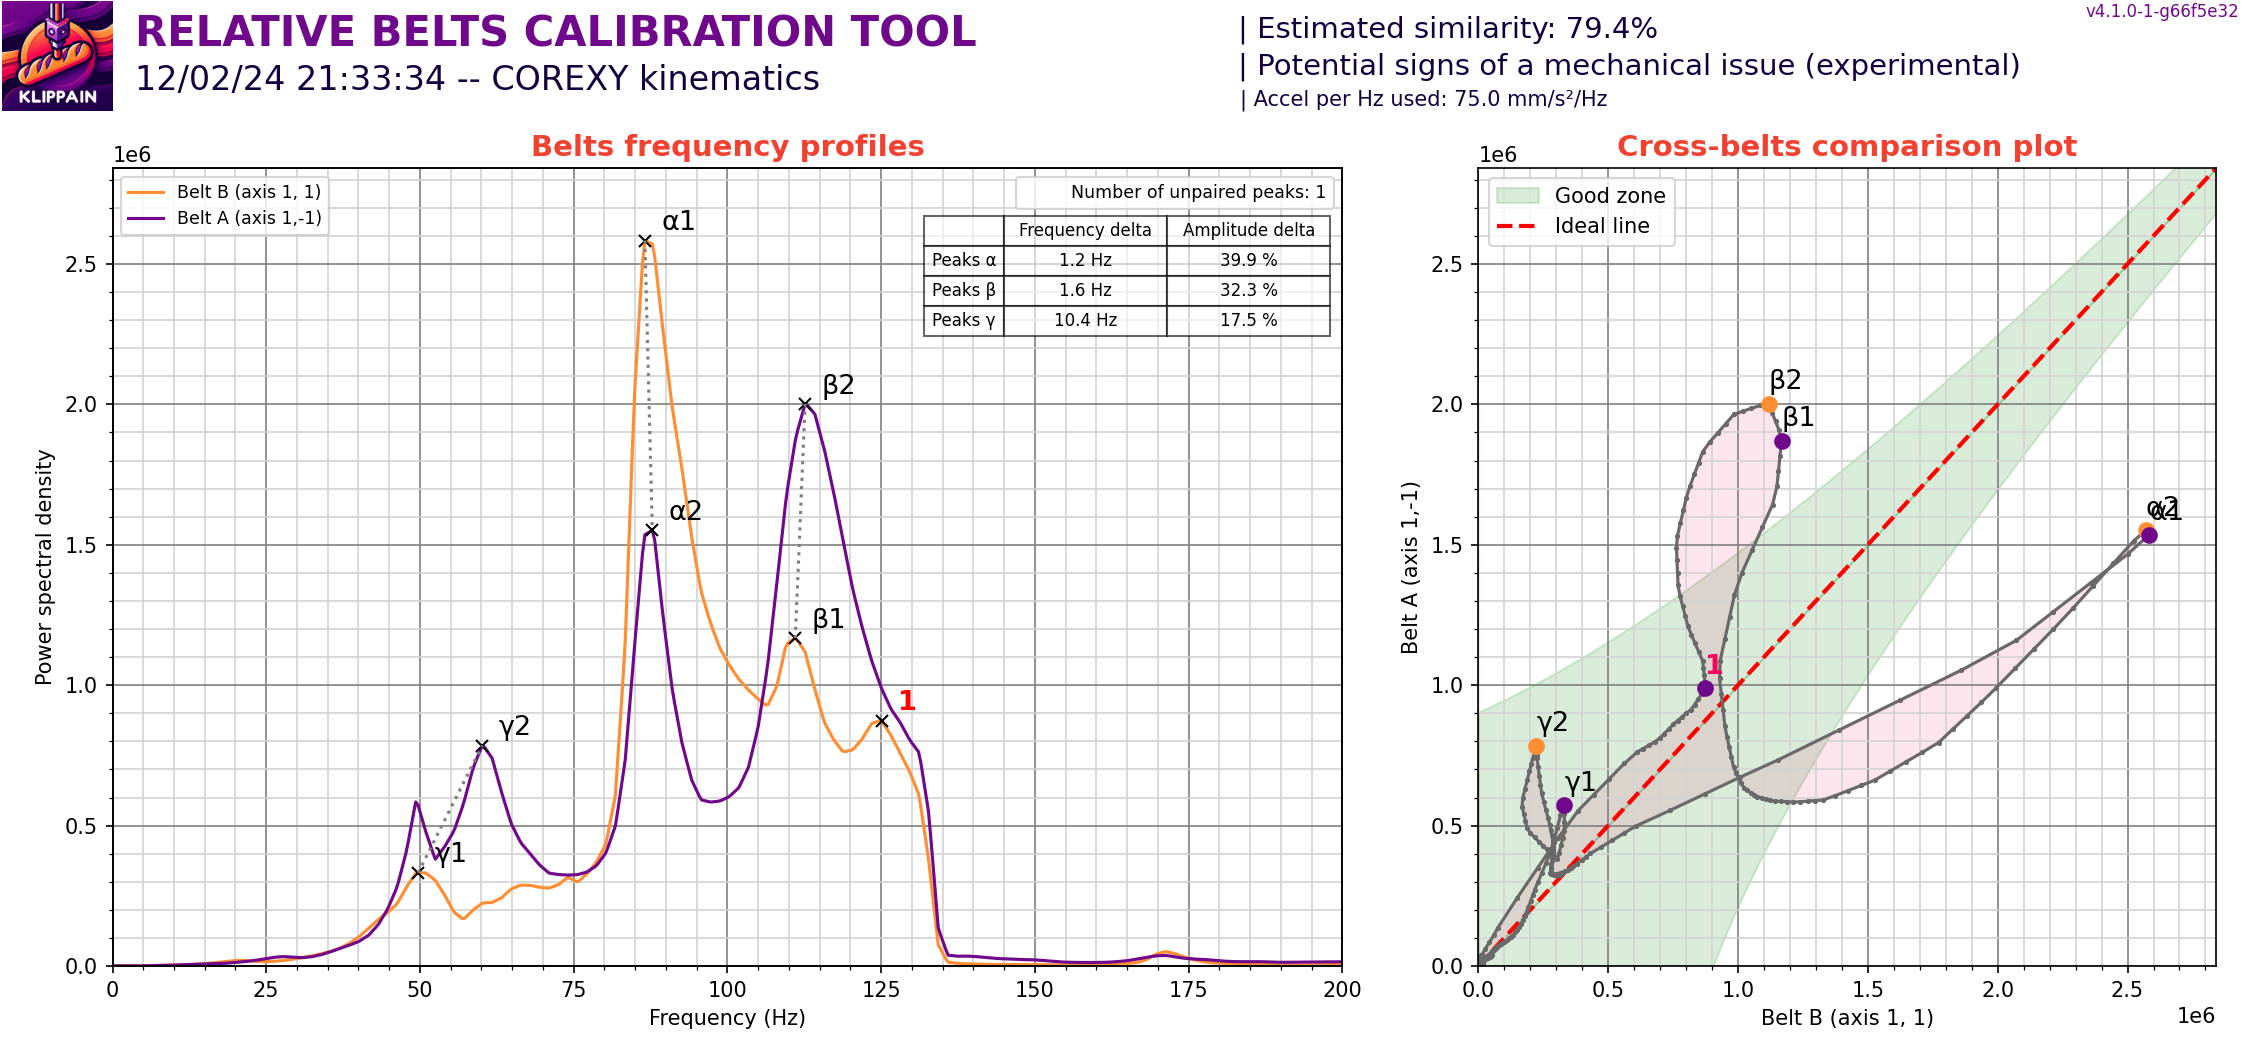 KLIPPAIN
RELATIVE BELTS CALIBRATION TOOL
12/02/24 21:33:34 -- COREXY kinematics
| Estimated similarity: 79.4%
| Potential signs of a mechanical issue (experimental)
| Accel per Hz used: 75.0 mm/s²/Hz
v4.1.0-1-g66f5e32
Belts frequency profiles
1e6
Belt B (axis 1, 1)
Belt A (axis 1,-1)
Number of unpaired peaks: 1
Frequency delta Amplitude delta
Peaks α 1.2 Hz 39.9 %
Peaks β 1.6 Hz 32.3 %
Peaks γ 10.4 Hz 17.5 %
α1
α2
β2
β1
1
γ2
γ1
2.5
2.0
1.5
1.0
0.5
0.0
Power spectral density
0 25 50 75 100 125 150 175 200
Frequency (Hz)
Cross-belts comparison plot
1e6
Good zone
Ideal line
β2
β1
α2
α1
1
γ2
γ1
2.5
2.0
1.5
1.0
0.5
0.0
Belt A (axis 1,-1)
0.0 0.5 1.0 1.5 2.0 2.5
Belt B (axis 1, 1)
1e6